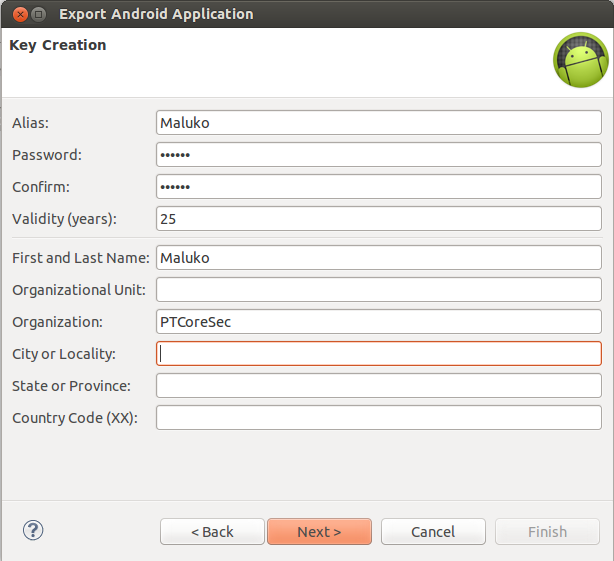 Export Android Application
Key Creation
Alias: Maluko
Password: ••••••
Confirm: ••••••
Validity (years): 25
First and Last Name: Maluko
Organizational Unit:
Organization: PTCoreSec
City or Locality:
State or Province:
Country Code (XX):
? < Back Next > Cancel Finish